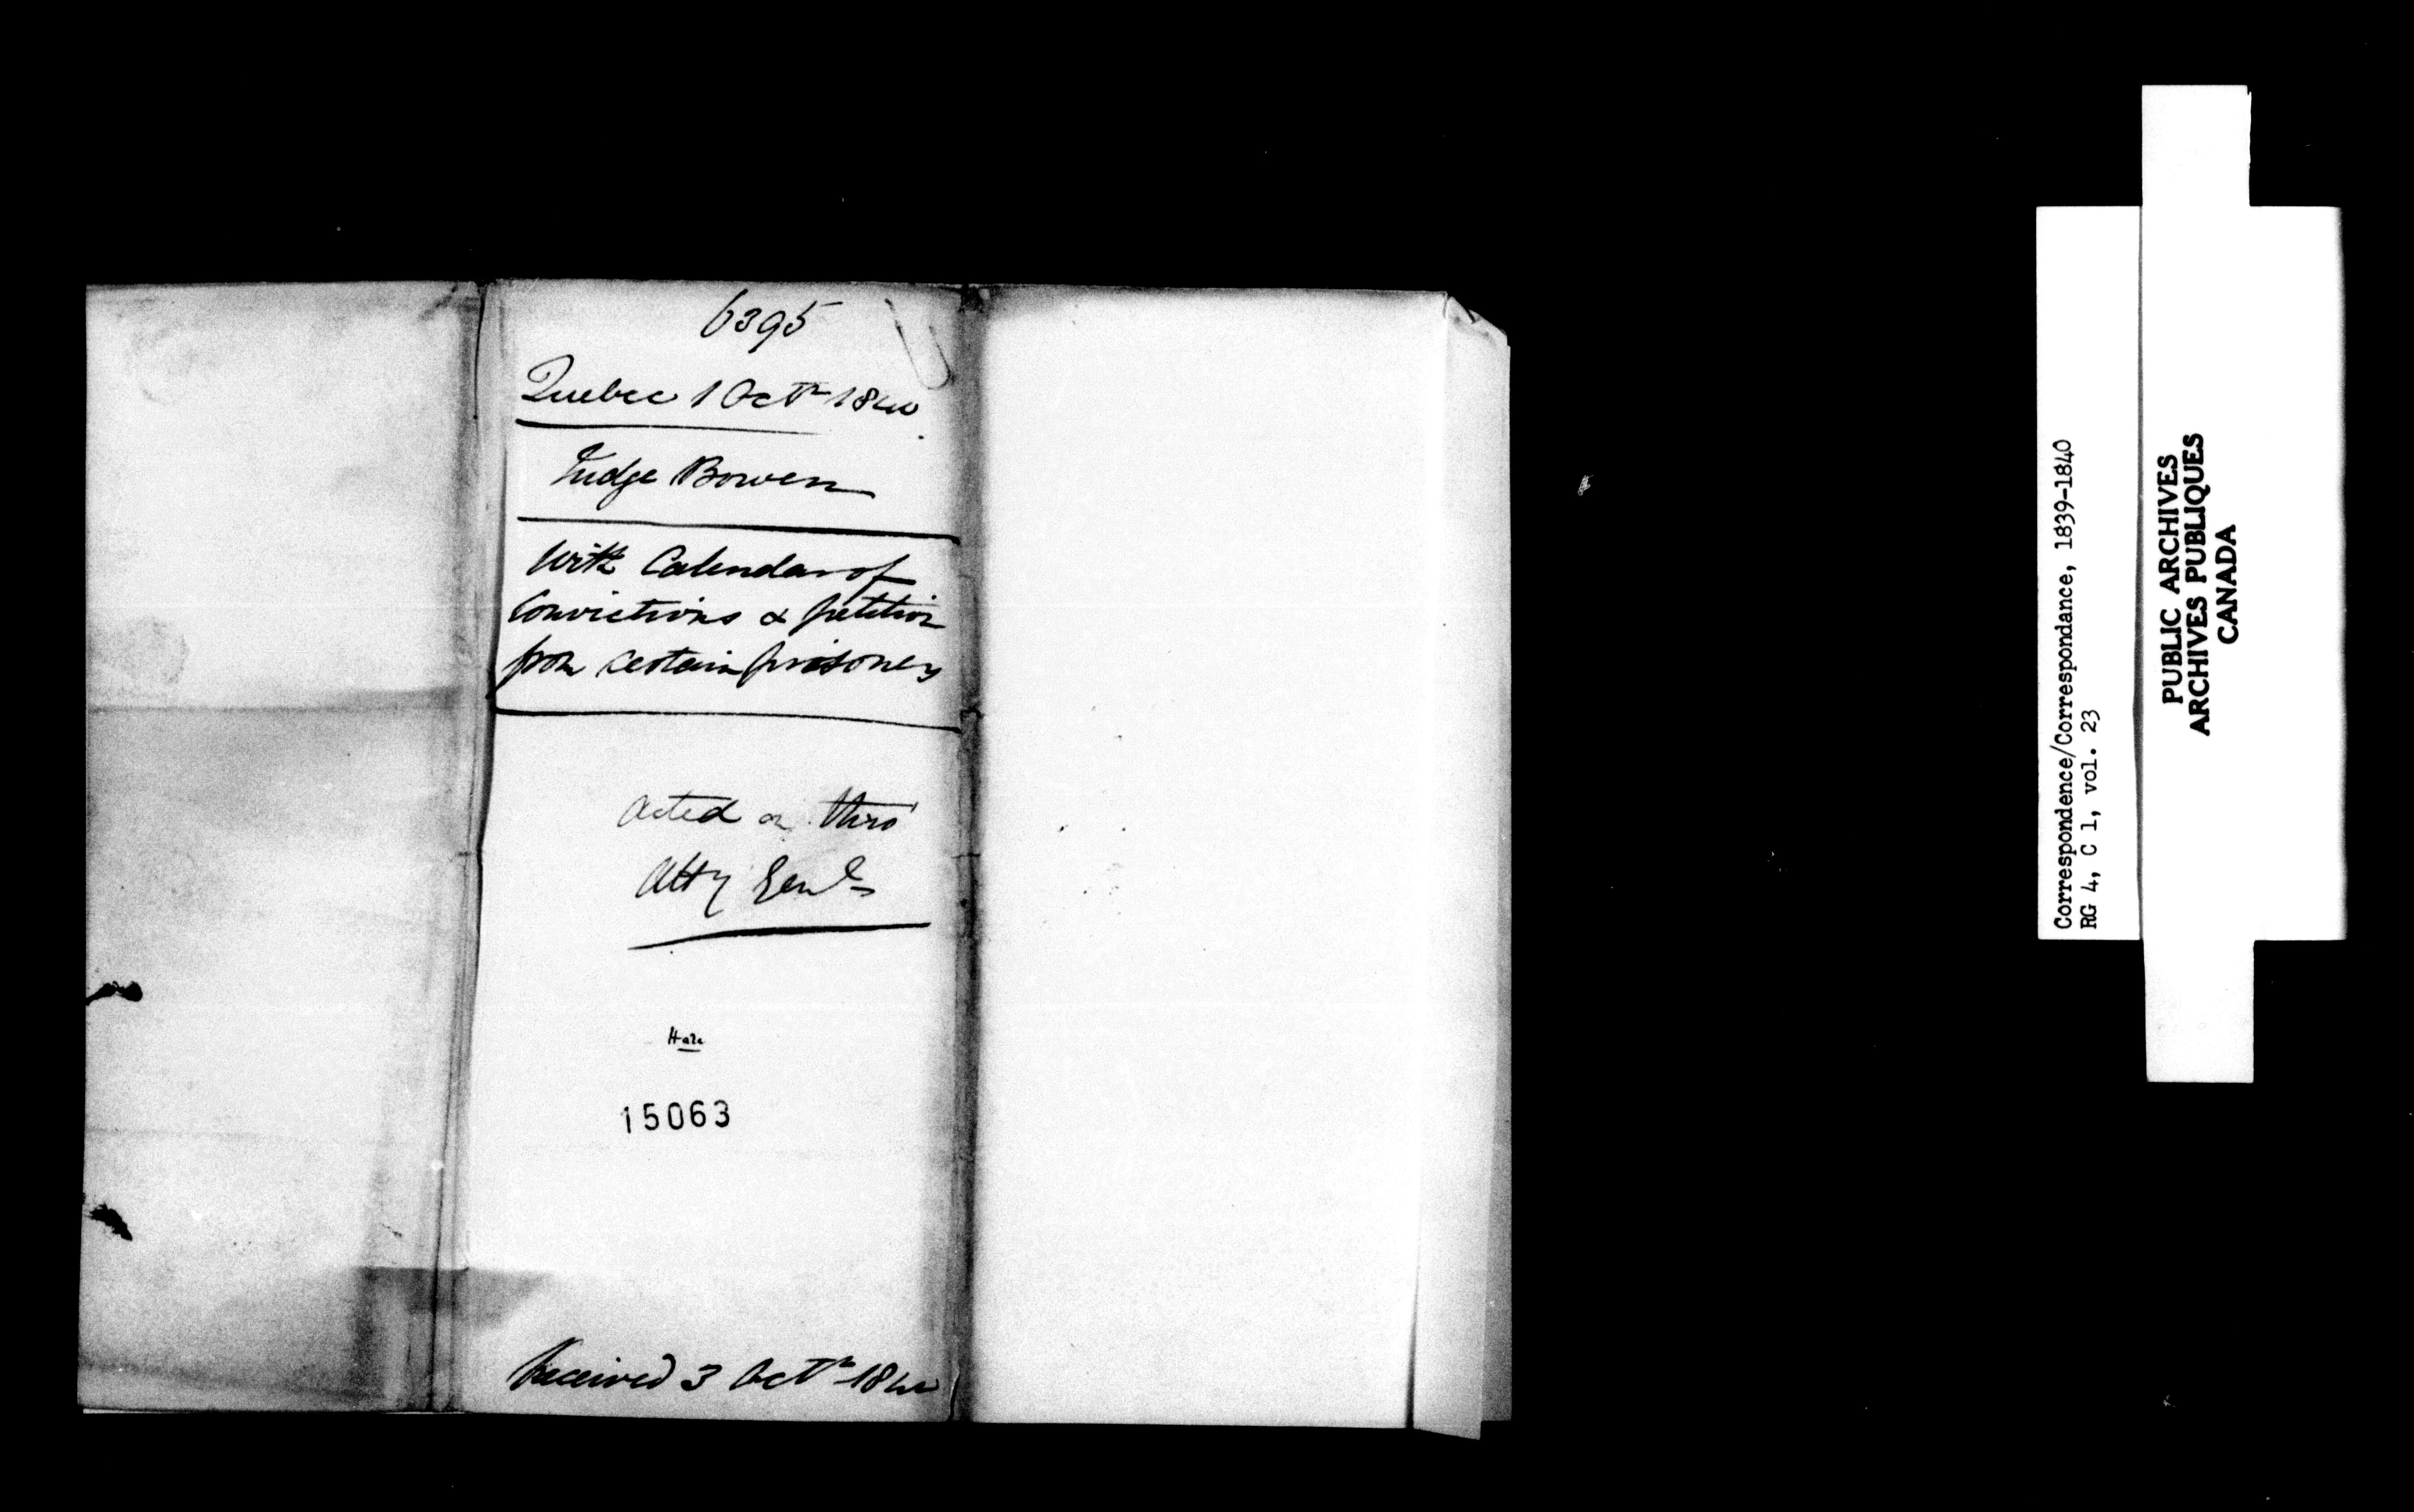 6395
Quebec 1 Octr 1840
Judge Bowen
With Calendar of
Convictions & petition
from certain prisoners
Acted on thro'
Atty Genl
15063
Received 3 Octr 1840
Correspondence/Correspondance, 1839-1840
RG 4, C 1, vol. 23
PUBLIC ARCHIVES
ARCHIVES PUBLIQUES
CANADA